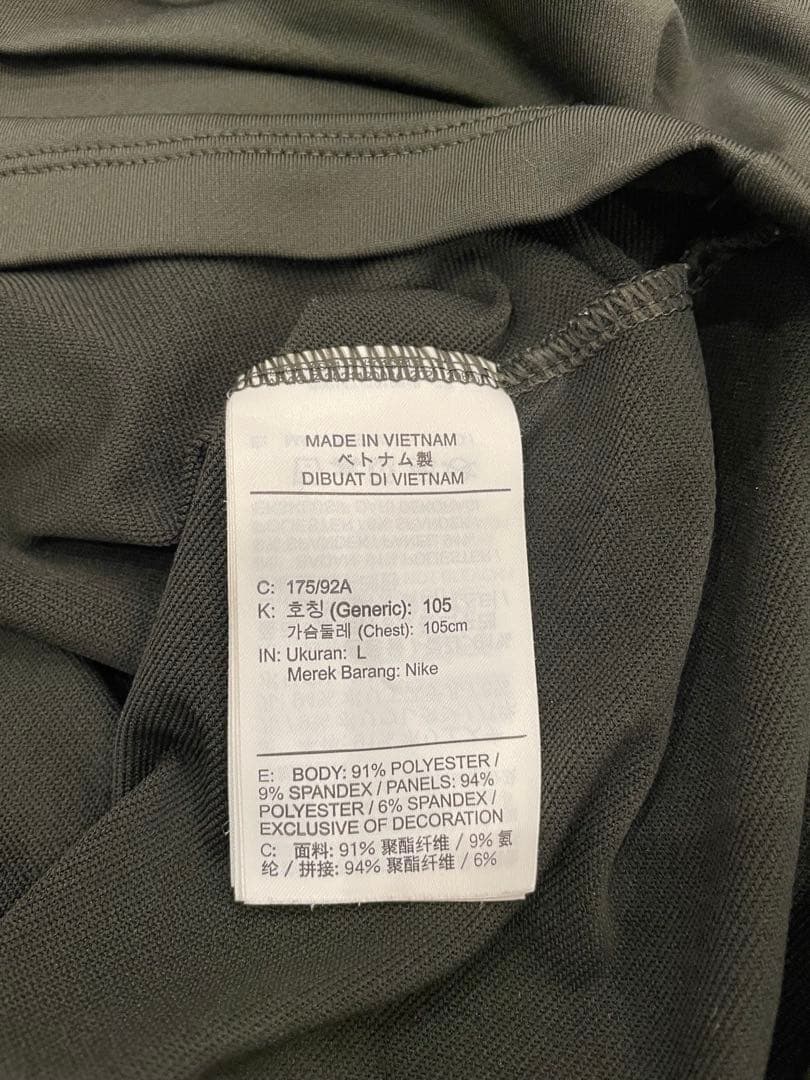 MADE IN VIETNAM
ベトナム製
DIBUAT DI VIETNAM
C: 175/92A
K: 호칭 (Generic): 105
가슴둘레 (Chest): 105cm
IN: Ukuran: L
Merek Barang: Nike
E: BODY: 91% POLYESTER /
9% SPANDEX / PANELS: 94%
POLYESTER / 6% SPANDEX /
EXCLUSIVE OF DECORATION
C: 面料: 91% 聚酯纤维 / 9% 氨
纶 / 拼接: 94% 聚酯纤维 / 6%